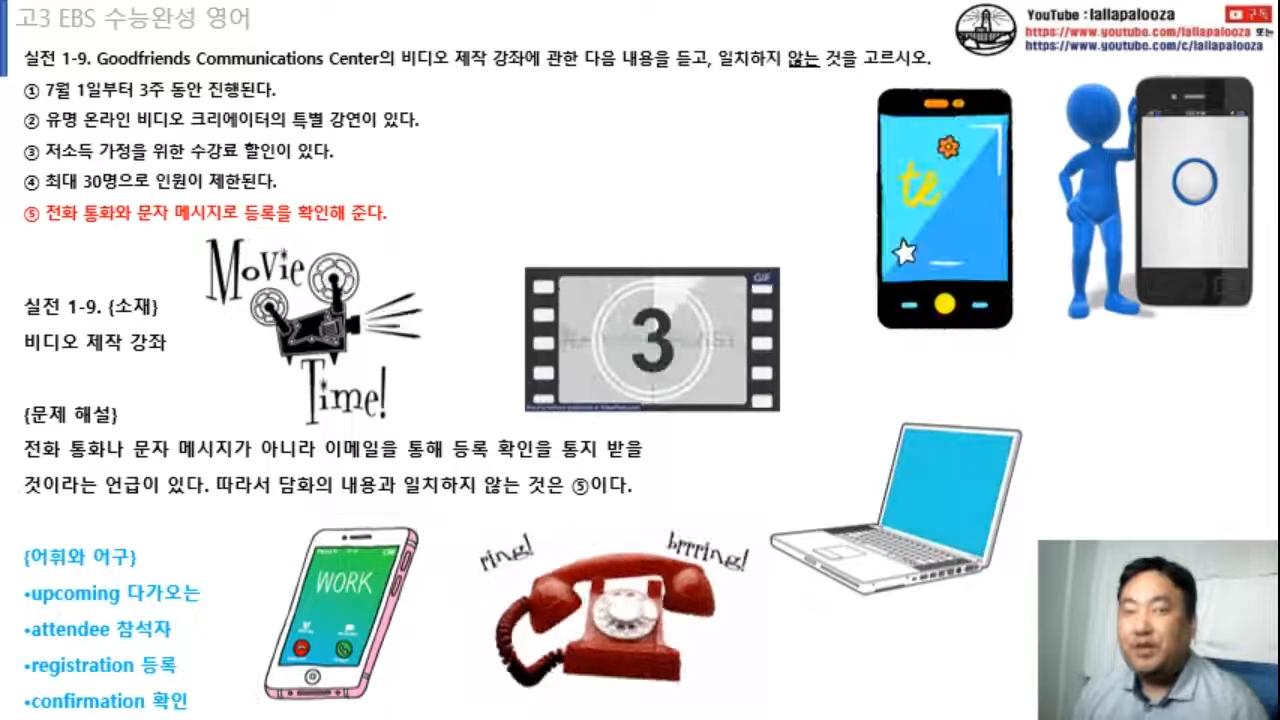 고3 EBS 수능완성 영어
YouTube : lallapalooza
구독
https://www.youtube.com/lallapalooza 또는
https://www.youtube.com/c/lallapalooza
실전 1-9. Goodfriends Communications Center의 비디오 제작 강좌에 관한 다음 내용을 듣고, 일치하지 않는 것을 고르시오.
① 7월 1일부터 3주 동안 진행된다.
② 유명 온라인 비디오 크리에이터의 특별 강연이 있다.
③ 저소득 가정을 위한 수강료 할인이 있다.
④ 최대 30명으로 인원이 제한된다.
⑤ 전화 통화와 문자 메시지로 등록을 확인해 준다.
te
Movie
Time!
GIF
3
실전 1-9. {소재}
비디오 제작 강좌
{문제 해설}
전화 통화나 문자 메시지가 아니라 이메일을 통해 등록 확인을 통지 받을
것이라는 언급이 있다. 따라서 담화의 내용과 일치하지 않는 것은 ⑤이다.
{어휘와 어구}
•upcoming 다가오는
•attendee 참석자
•registration 등록
•confirmation 확인
WORK
ring!
brrring!